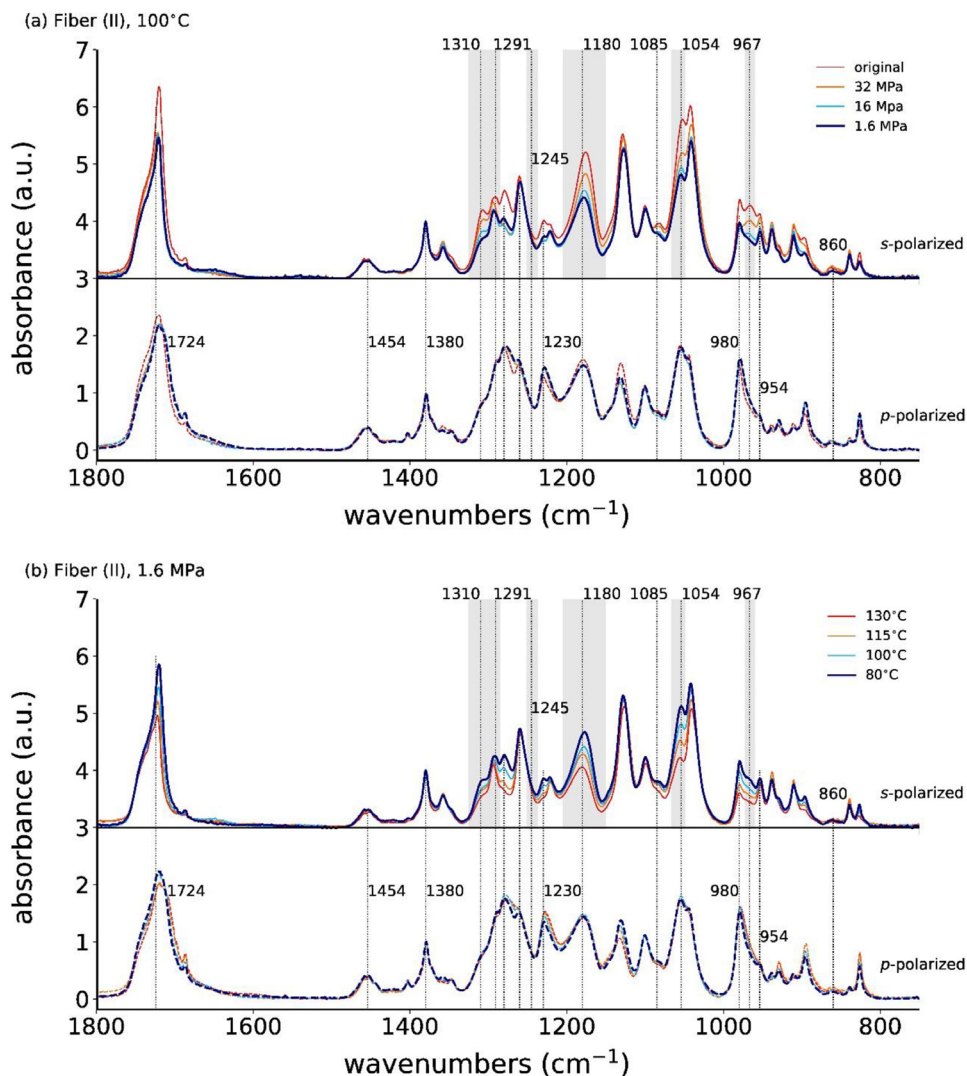 (a) Fiber (II), 100°C
1310 1291 1180 1085 1054 967
7
original
32 MPa
16 Mpa
1.6 MPa
6
5
1245
4
860
s-polarized
3
absorbance (a.u.)
1724 1454 1380 1230 980
2
954
1
p-polarized
0
1800 1600 1400 1200 1000 800
wavenumbers (cm⁻¹)
(b) Fiber (II), 1.6 MPa
1310 1291 1180 1085 1054 967
7
130°C
115°C
100°C
80°C
6
5
1245
4
860
s-polarized
3
absorbance (a.u.)
1724 1454 1380 1230 980
2
954
1
p-polarized
0
1800 1600 1400 1200 1000 800
wavenumbers (cm⁻¹)
absorbance (a.u.)
absorbance (a.u.)